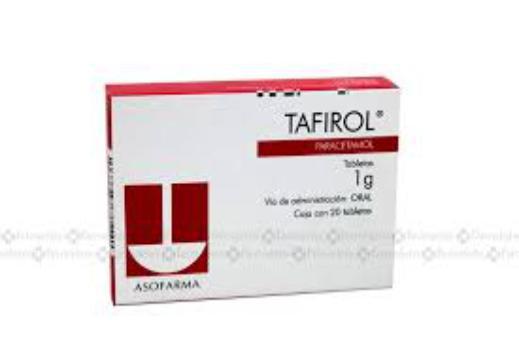 TAFIROL®
PARACETAMOL
Tabletas
1g
Vía de administración: ORAL
Caja con 20 tabletas
ASOFARMA